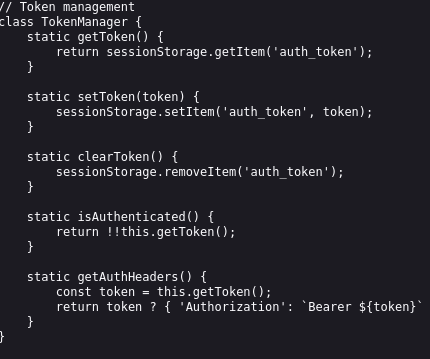 // Token management
class TokenManager {
    static getToken() {
        return sessionStorage.getItem('auth_token');
    }

    static setToken(token) {
        sessionStorage.setItem('auth_token', token);
    }

    static clearToken() {
        sessionStorage.removeItem('auth_token');
    }

    static isAuthenticated() {
        return !!this.getToken();
    }

    static getAuthHeaders() {
        const token = this.getToken();
        return token ? { 'Authorization': `Bearer ${token}`
    }
}